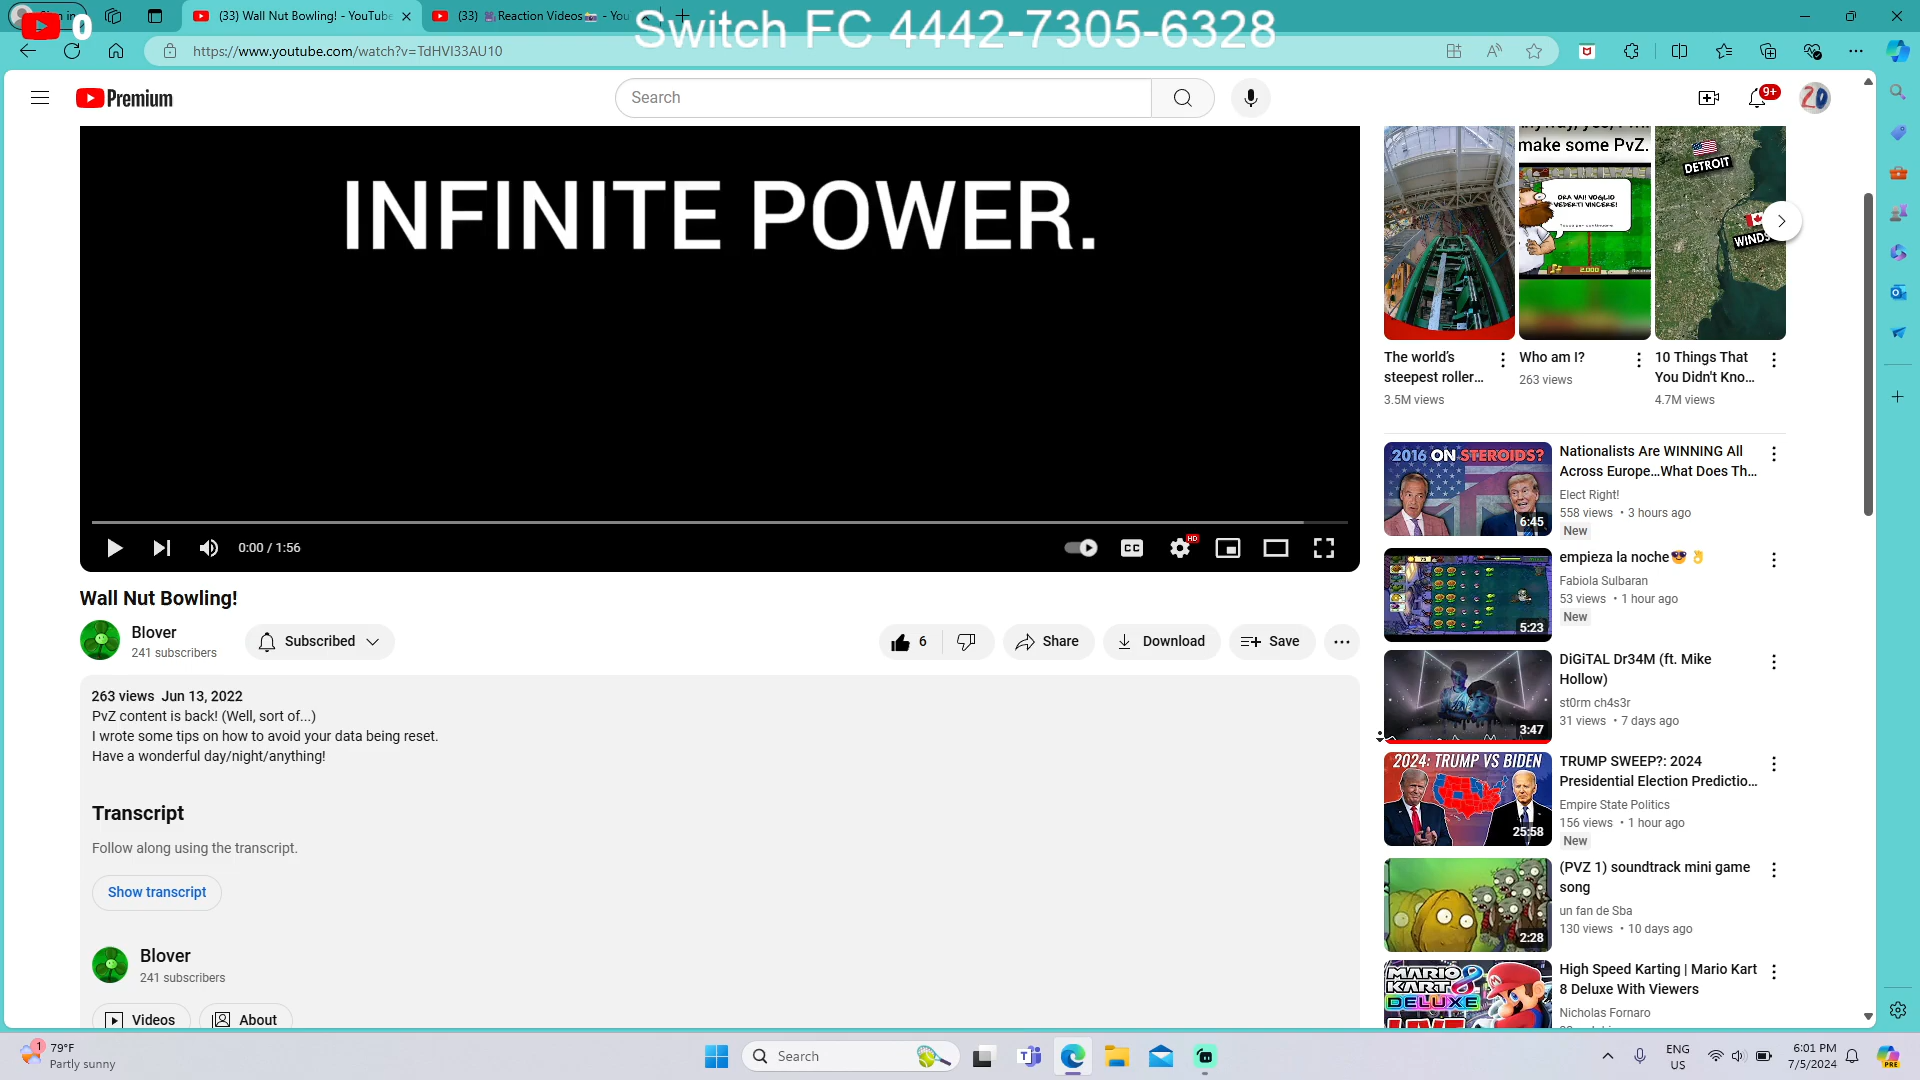 Switch FC 4442-7305-6328
0
(33) Wall Nut Bowling! - YouTube
(33) Reaction Videos - You
https://www.youtube.com/watch?v=TdHVI33AU10
Premium
Search
9+
20
INFINITE POWER.
0:00 / 1:56
CC
HD
Wall Nut Bowling!
Blover
241 subscribers
Subscribed
6
Share
Download
Save
263 views Jun 13, 2022
PvZ content is back! (Well, sort of...)
I wrote some tips on how to avoid your data being reset.
Have a wonderful day/night/anything!
Transcript
Follow along using the transcript.
Show transcript
Blover
241 subscribers
Videos
About
make some PvZ.
ORA VAI! VOGLIO
VEDERTI VINCERE!
2.000
DETROIT
The world's
steepest roller...
3.5M views
Who am I?
263 views
10 Things That
You Didn't Kno...
4.7M views
2016 ON STEROIDS?
6:45
Nationalists Are WINNING All
Across Europe...What Does Th...
Elect Right!
558 views • 3 hours ago
New
5:23
empieza la noche😎👌
Fabiola Sulbaran
53 views • 1 hour ago
New
3:47
DiGiTAL Dr34M (ft. Mike
Hollow)
st0rm ch4s3r
31 views • 7 days ago
2024: TRUMP VS BIDEN
25:58
TRUMP SWEEP?: 2024
Presidential Election Predictio...
Empire State Politics
156 views • 1 hour ago
New
2:28
(PVZ 1) soundtrack mini game
song
un fan de Sba
130 views • 10 days ago
MARIO
KART 8
DELUXE
LIVE
High Speed Karting | Mario Kart
8 Deluxe With Viewers
Nicholas Fornaro
1
79°F
Partly sunny
Search
ENG
US
6:01 PM
7/5/2024
PRE